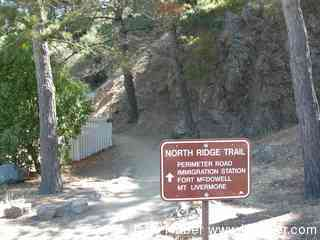 NORTH RIDGE TRAIL
PERIMETER ROAD
IMMIGRATION STATION
FORT MCDOWELL
MT LIVERMORE